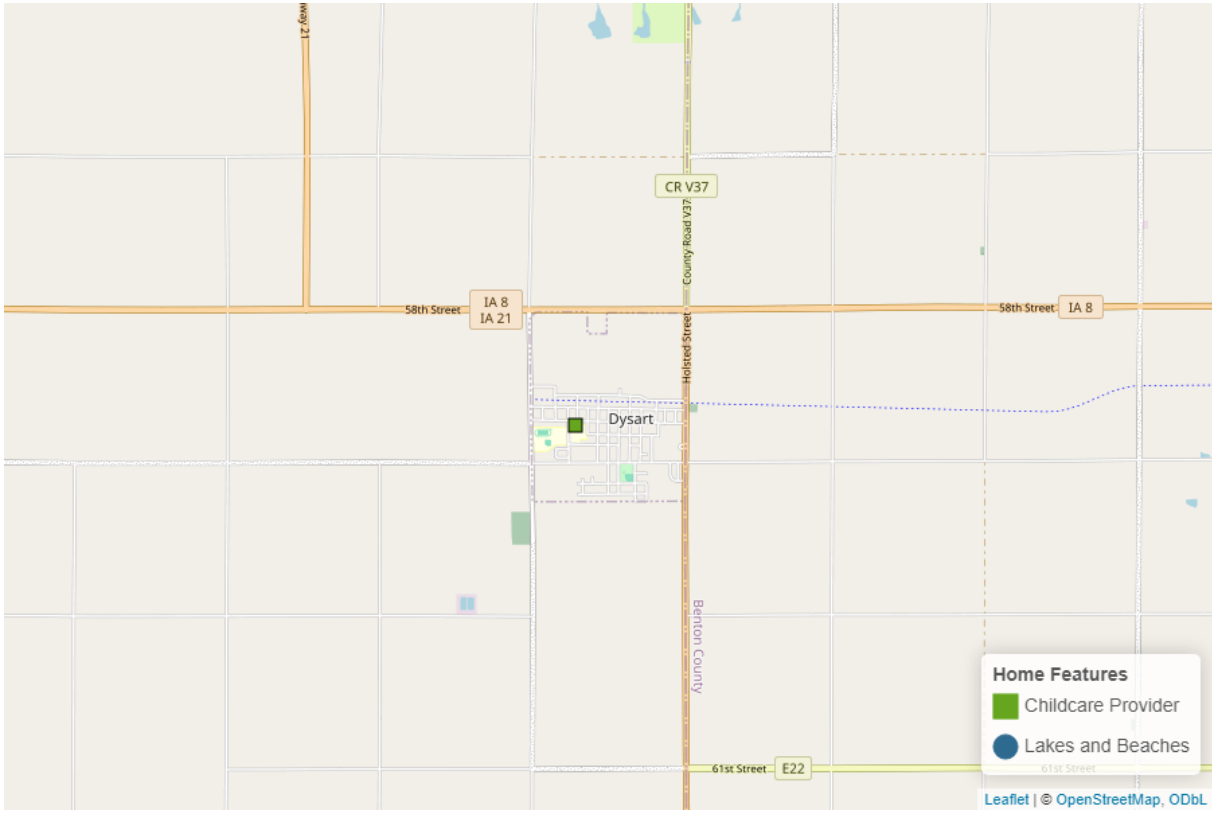 way 21
CR V37
County Road V37
58th Street
IA 8
IA 21
58th Street
IA 8
Holsted Street
Dysart
Benton County
Home Features
Childcare Provider
Lakes and Beaches
61st Street
E22
61st Street
Leaflet | © OpenStreetMap, ODbL